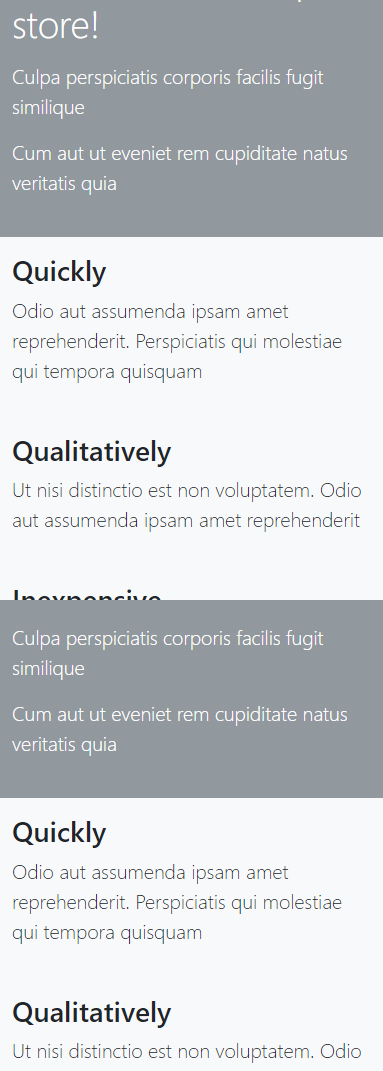 store!
Culpa perspiciatis corporis facilis fugit
similique
Cum aut ut eveniet rem cupiditate natus
veritatis quia
Quickly
Odio aut assumenda ipsam amet
reprehenderit. Perspiciatis qui molestiae
qui tempora quisquam
Qualitatively
Ut nisi distinctio est non voluptatem. Odio
aut assumenda ipsam amet reprehenderit
Inexpensive
Culpa perspiciatis corporis facilis fugit
similique
Cum aut ut eveniet rem cupiditate natus
veritatis quia
Quickly
Odio aut assumenda ipsam amet
reprehenderit. Perspiciatis qui molestiae
qui tempora quisquam
Qualitatively
Ut nisi distinctio est non voluptatem. Odio